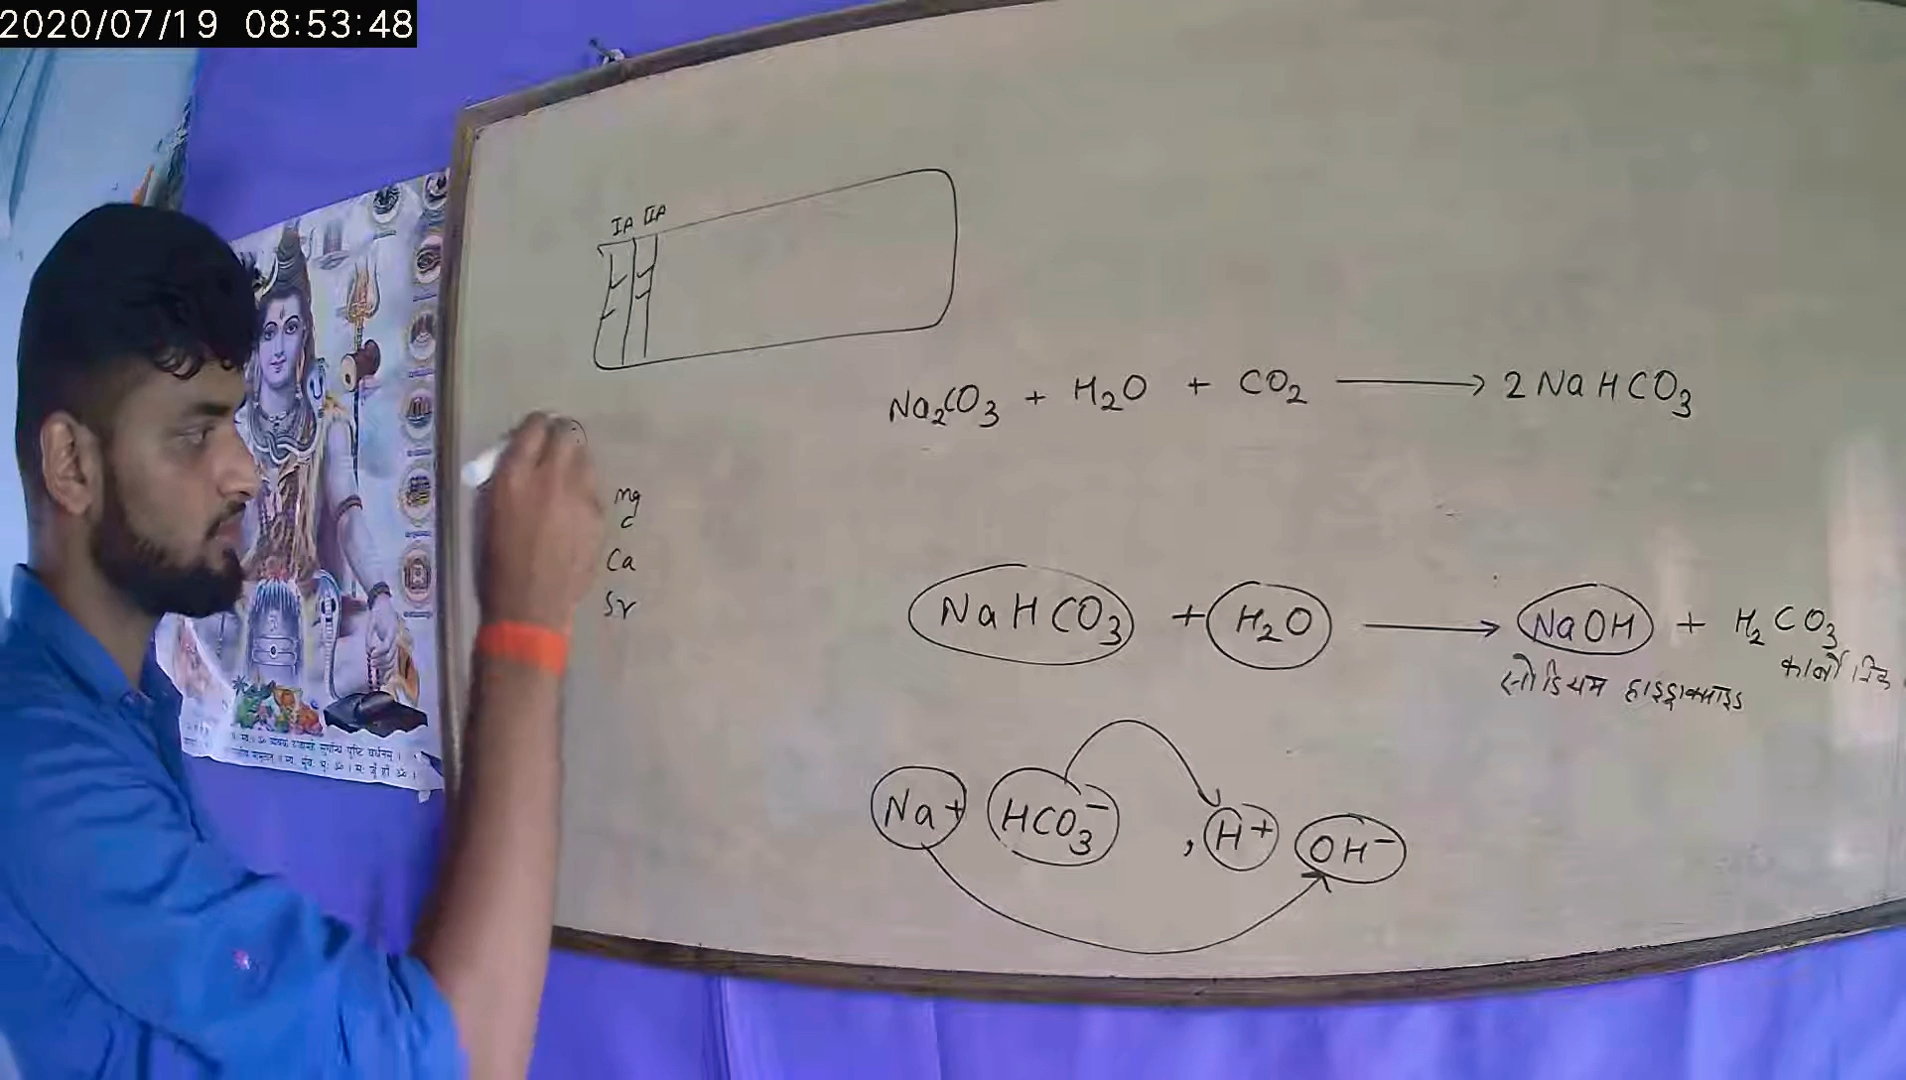 2020/07/19 08:53:48
IA IIA
Na₂CO₃ + H₂O + CO₂ ⟶ 2NaHCO₃
Mg
C
Ca
Sr
NaHCO₃ + H₂O ⟶ NaOH + H₂CO₃
सोडियम हाइड्राक्साइड
Na+ HCO₃⁻ , H+ OH⁻